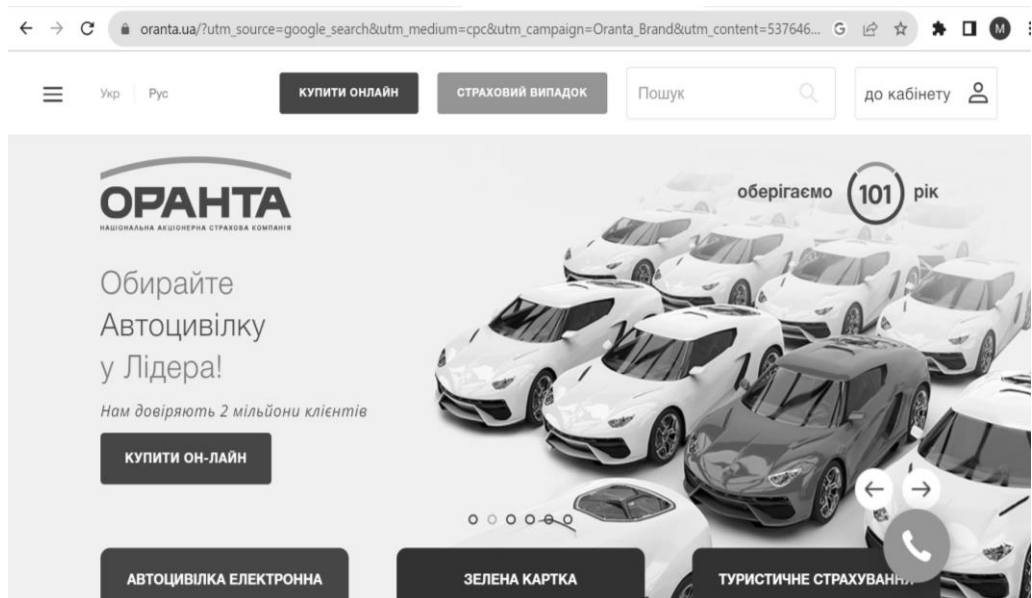 oranta.ua/?utm_source=google_search&utm_medium=cpc&utm_campaign=Oranta_Brand&utm_content=537646...
M
Укр Рус
КУПИТИ ОНЛАЙН
СТРАХОВИЙ ВИПАДОК
Пошук
до кабінету
ОРАНТА
НАЦІОНАЛЬНА АКЦІОНЕРНА СТРАХОВА КОМПАНІЯ
оберігаємо 101 рік
Обирайте
Автоцивілку
у Лідера!
Нам довіряють 2 мільйони клієнтів
КУПИТИ ОН-ЛАЙН
АВТОЦИВІЛКА ЕЛЕКТРОННА
ЗЕЛЕНА КАРТКА
ТУРИСТИЧНЕ СТРАХУВАННЯ